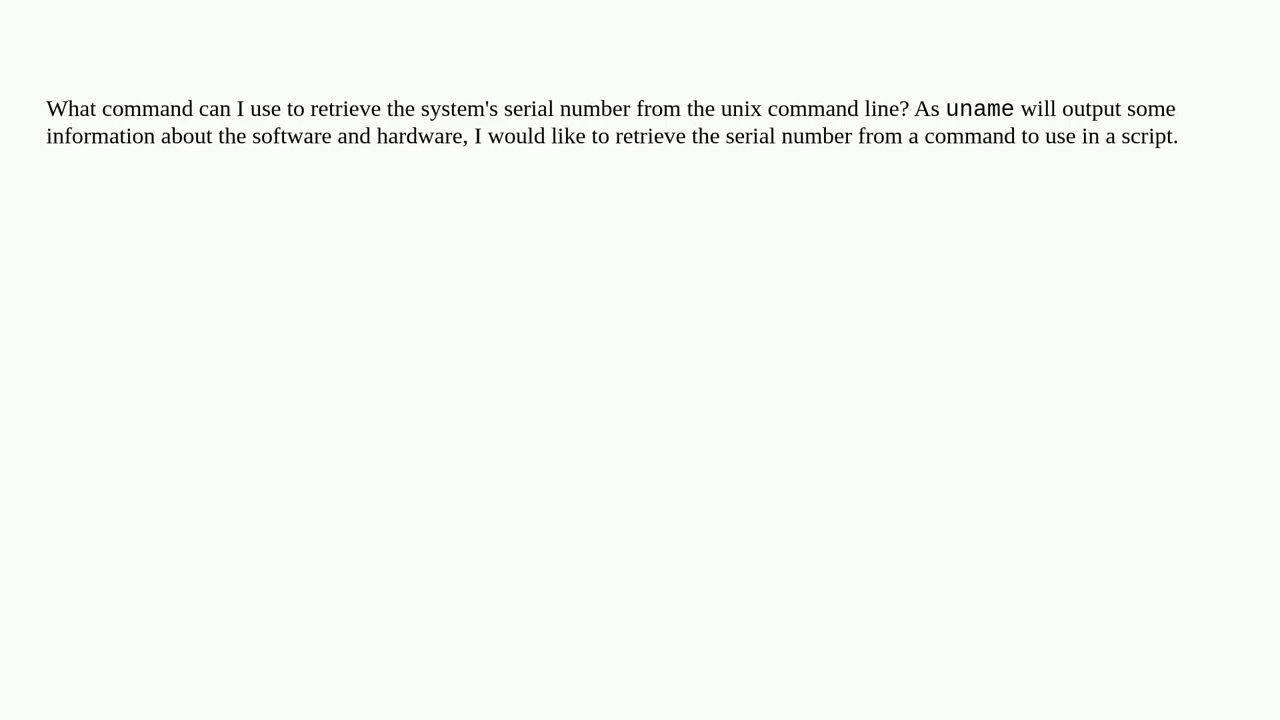 What command can I use to retrieve the system's serial number from the unix command line? As uname will output some
information about the software and hardware, I would like to retrieve the serial number from a command to use in a script.